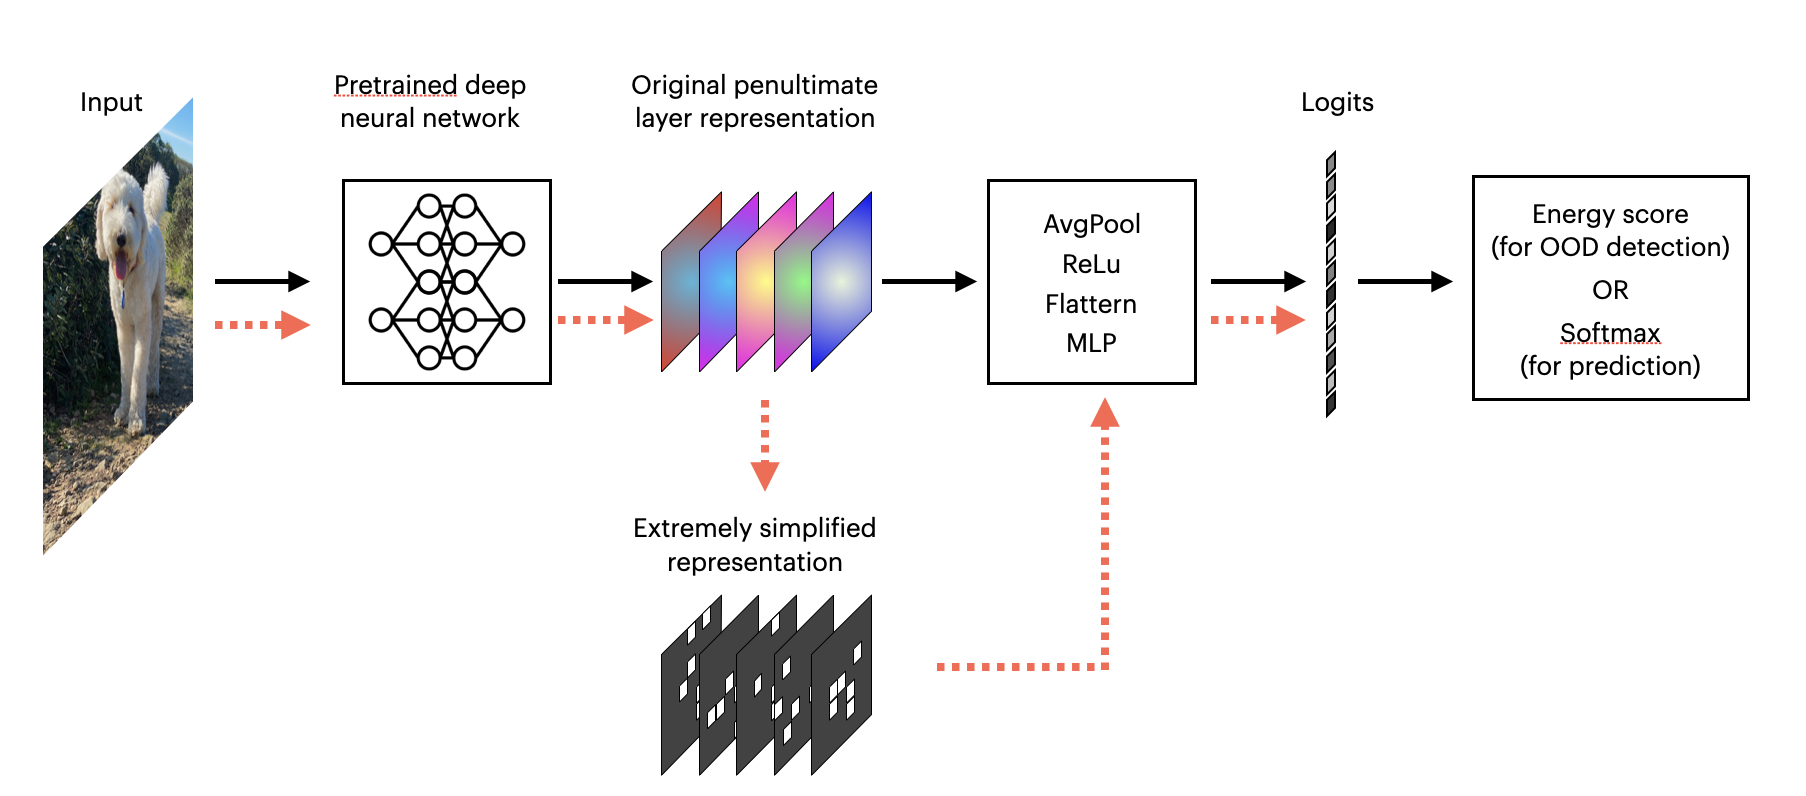 Input
Pretrained deep
neural network
Original penultimate
layer representation
AvgPool
ReLu
Flattern
MLP
Logits
Energy score
(for OOD detection)
OR
Softmax
(for prediction)
Extremely simplified
representation